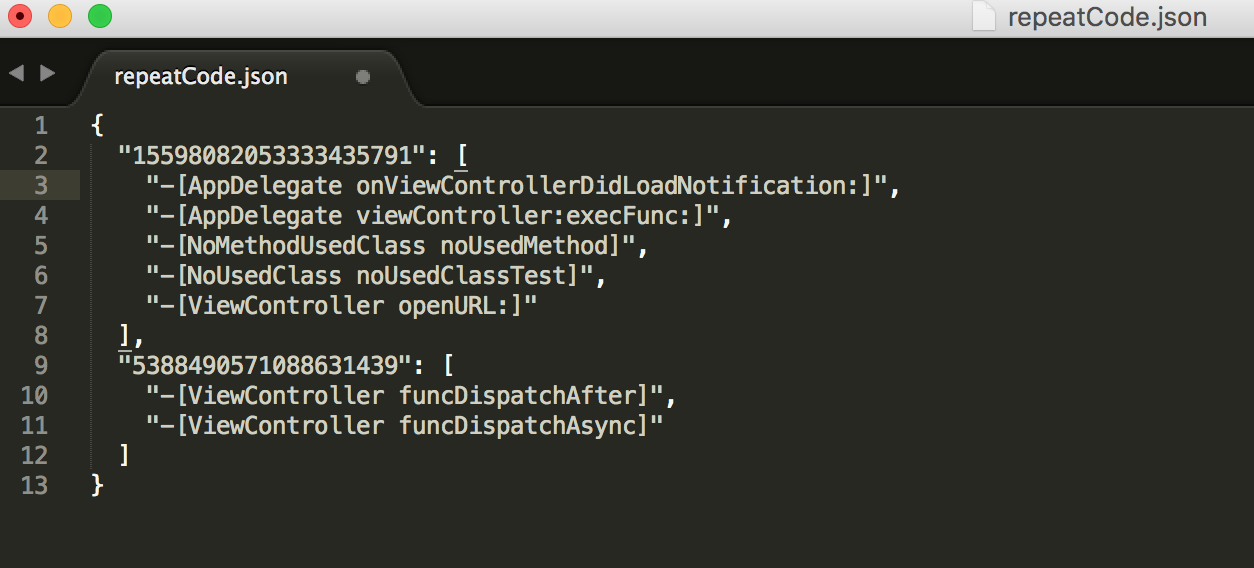 repeatCode.json
repeatCode.json
1 {
2   "15598082053333435791": [
3     "-[AppDelegate onViewControllerDidLoadNotification:]",
4     "-[AppDelegate viewController:execFunc:]",
5     "-[NoMethodUsedClass noUsedMethod]",
6     "-[NoUsedClass noUsedClassTest]",
7     "-[ViewController openURL:]"
8   ],
9   "5388490571088631439": [
10     "-[ViewController funcDispatchAfter]",
11     "-[ViewController funcDispatchAsync]"
12   ]
13 }